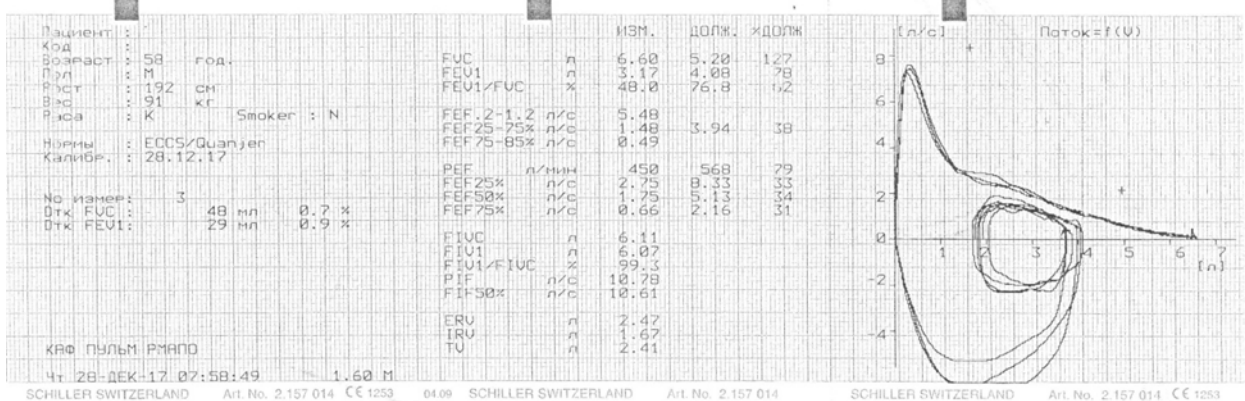 Пациент :
Код :
Возраст : 58 год.
Пол : М
Рост : 192 см
Вес : 91 кг
Раса : К Smoker : N
Нормы : ECCS/Quanjer
Калибр. : 28.12.17
No измер: 3
Отк FVC: 48 мл 0.7 %
Отк FEV1: 29 мл 0.9 %
КАФ ПУЛЬМ РМАПО
Чт 28-ДЕК-17 07:58:49 1.60 M
ИЗМ. ДОЛЖ. %ДОЛЖ
FVC л 6.60 5.20 127
FEV1 л 3.17 4.08 78
FEV1/FVC % 48.0 76.8 62
FEF.2-1.2 л/с 5.48
FEF25-75% л/с 1.48 3.94 38
FEF75-85% л/с 0.49
PEF л/мин 450 568 79
FEF25% л/с 2.75 8.33 33
FEF50% л/с 1.75 5.13 34
FEF75% л/с 0.66 2.16 31
FIVC л 6.11
FIV1 л 6.07
FIV1/FIVC % 99.3
PIF л/с 10.78
FIF50% л/с 10.61
ERV л 2.47
IRV л 1.67
TV л 2.41
[л/с] Поток=f(V)
8
6
4
2
0
1 2 3 4 5 6 7
[л]
-2
-4
SCHILLER SWITZERLAND Art. No. 2.157 014 CE 1253 04.09 SCHILLER SWITZERLAND Art. No. 2.157 014 SCHILLER SWITZERLAND Art. No. 2.157 014 CE 1253